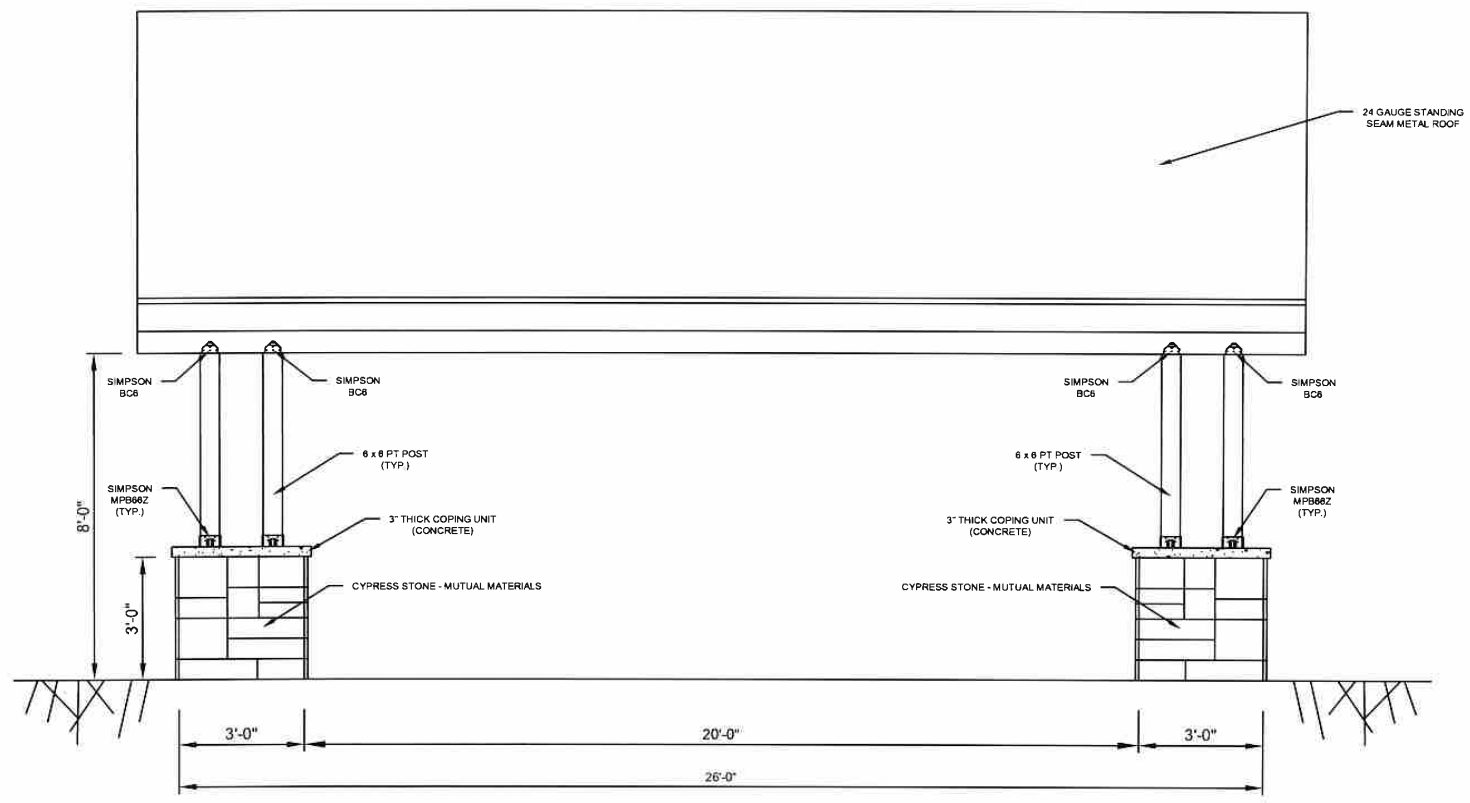 24 GAUGE STANDING
SEAM METAL ROOF
SIMPSON
BC6
SIMPSON
BC6
SIMPSON
BC6
SIMPSON
BC6
6 x 6 PT POST
(TYP.)
6 x 6 PT POST
(TYP.)
SIMPSON
MPB66Z
(TYP.)
SIMPSON
MPB66Z
(TYP.)
8'-0"
3" THICK COPING UNIT
(CONCRETE)
3" THICK COPING UNIT
(CONCRETE)
CYPRESS STONE - MUTUAL MATERIALS
CYPRESS STONE - MUTUAL MATERIALS
3'-0"
3'-0"
20'-0"
3'-0"
26'-0"